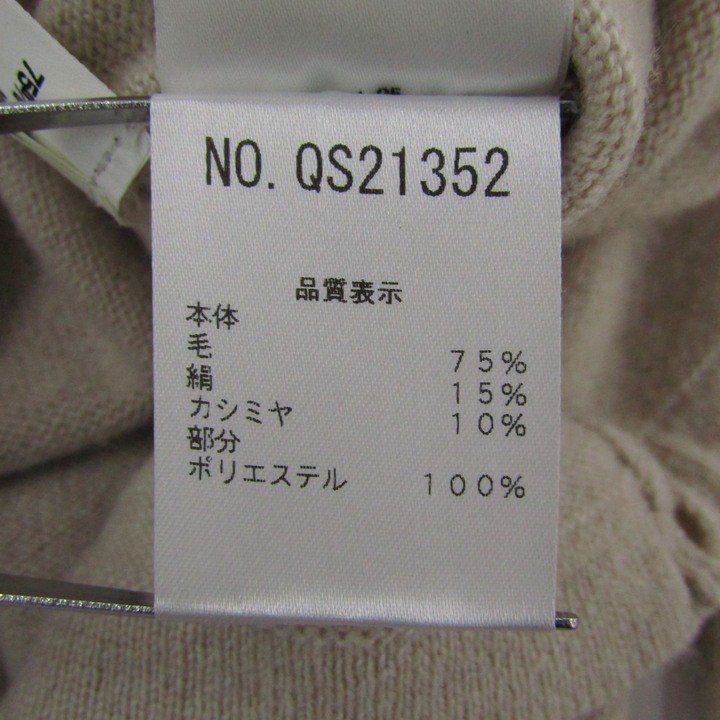 NO. QS21352
品質表示
本体
毛 75%
絹 15%
カシミヤ 10%
部分
ポリエステル 100%